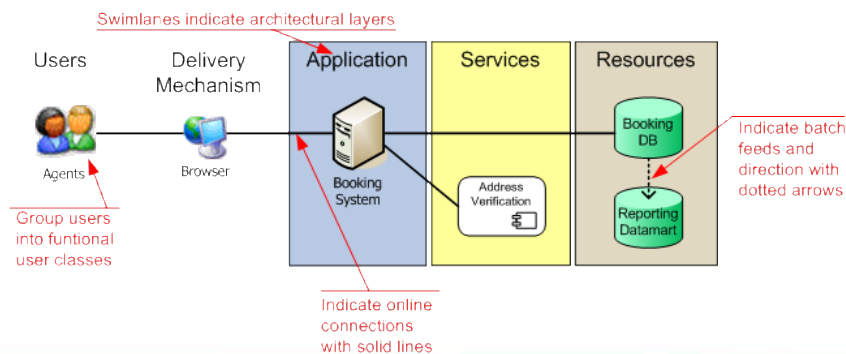 Swimlanes indicate architectural layers
Users
Delivery
Mechanism
Application
Services
Resources
Agents
Browser
Booking
System
Address
Verification
Booking
DB
Reporting
Datamart
Indicate batch
feeds and
direction with
dotted arrows
Group users
into funtional
user classes
Indicate online
connections
with solid lines